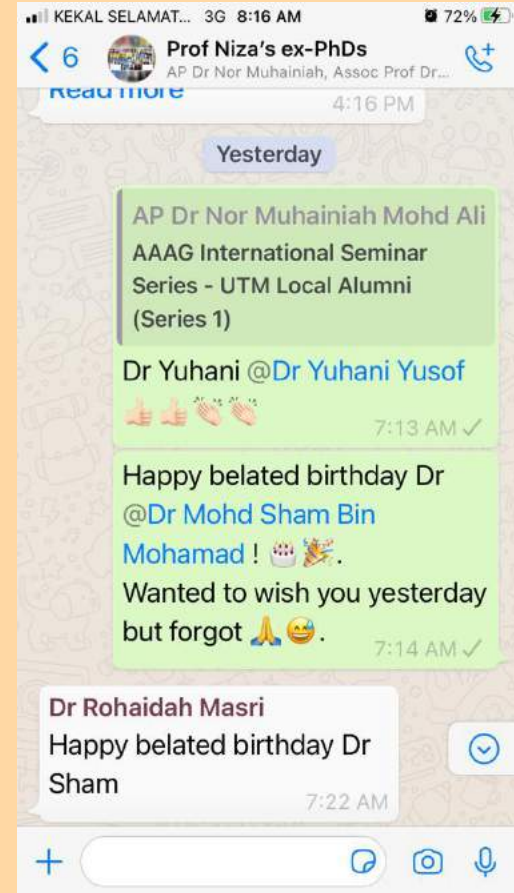 KEKAL SELAMAT... 3G 8:16 AM 72%
6 Prof Niza's ex-PhDs
AP Dr Nor Muhainiah, Assoc Prof Dr...
Read more
4:16 PM
Yesterday
AP Dr Nor Muhainiah Mohd Ali
AAAG International Seminar
Series - UTM Local Alumni
(Series 1)
Dr Yuhani @Dr Yuhani Yusof
👍🏻👍🏻👏🏻👏🏻
7:13 AM ✓
Happy belated birthday Dr
@Dr Mohd Sham Bin
Mohamad ! 🎂🎉.
Wanted to wish you yesterday
but forgot 🙏😅.
7:14 AM ✓
Dr Rohaidah Masri
Happy belated birthday Dr
Sham
7:22 AM